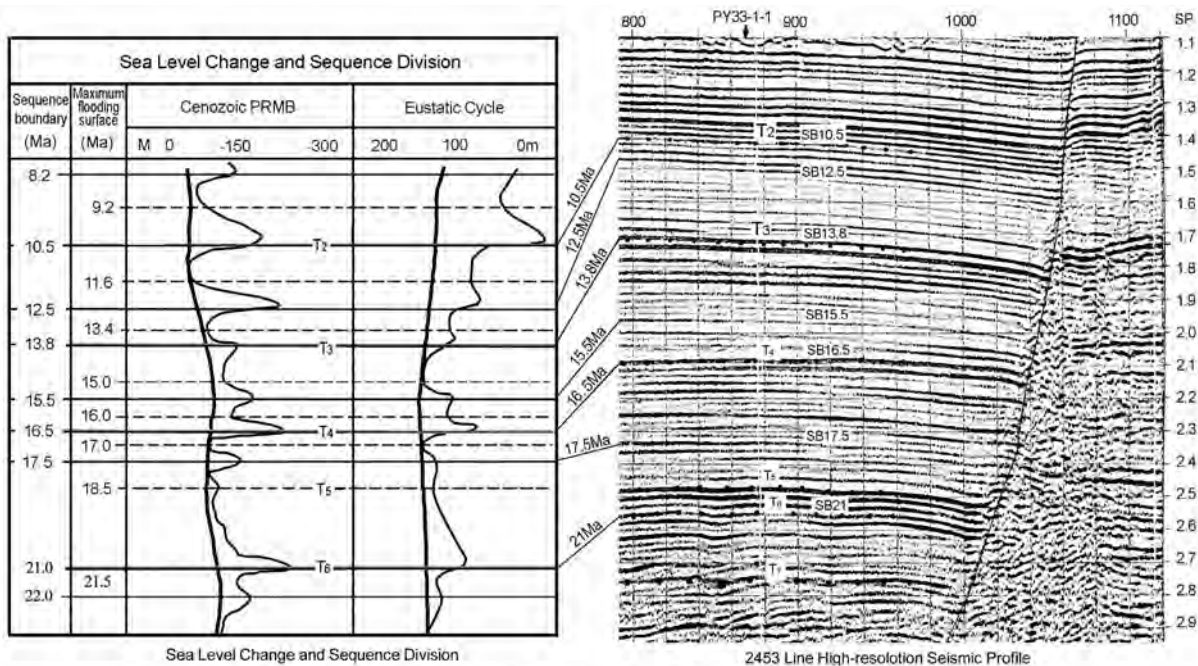 Sea Level Change and Sequence Division
Sequence boundary (Ma)
Maximum flooding surface (Ma)
Cenozoic PRMB
Eustatic Cycle
M 0 -150 -300
200 100 0m
8.2
9.2
10.5 T2
11.6
12.5
13.4
13.8 T3
15.0
15.5
16.0
16.5 T4
17.0
17.5
18.5 T5
21.0 T6
21.5
22.0
Sea Level Change and Sequence Division
10.5Ma
12.5Ma
13.8Ma
15.5Ma
16.5Ma
17.5Ma
21Ma
PY33-1-1
800 900 1000 1100 SP
T2 SB10.5
SB12.5
T3 SB13.8
SB15.5
T4 SB16.5
SB17.5
SB21
1.1
1.2
1.3
1.4
1.5
1.6
1.7
1.8
1.9
2.0
2.1
2.2
2.3
2.4
2.5
2.6
2.7
2.8
2.9
2453 Line High-resolution Seismic Profile